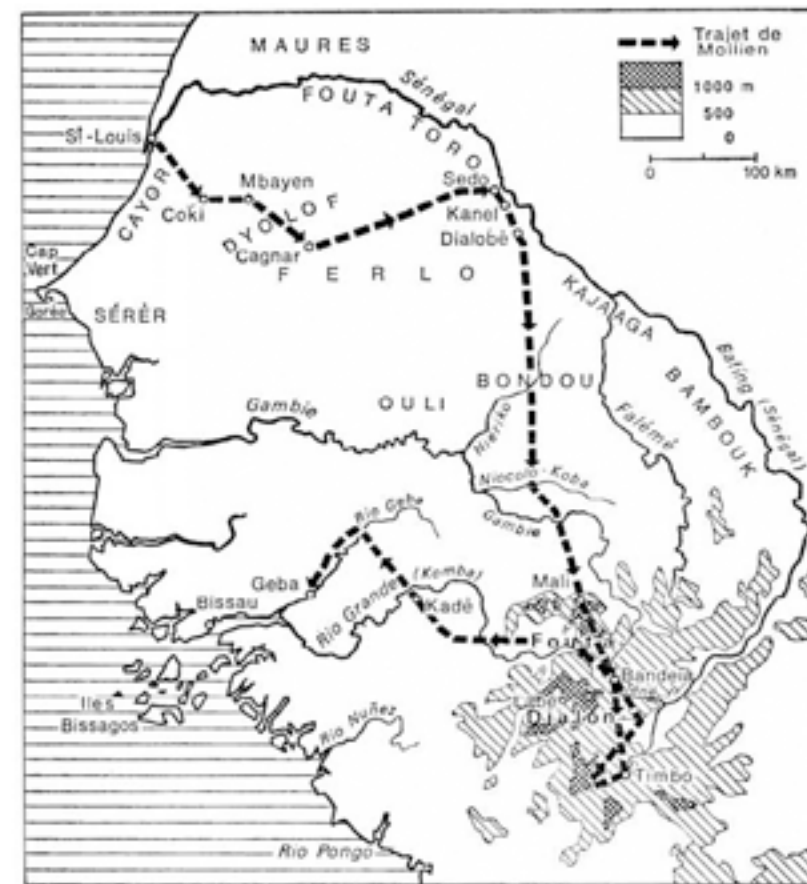 MAURES
Trajet de
Mollien
1000 m
500
0
0 100 km
Sénégal
FOUTA TORO
St-Louis
CAYOR
Coki
Mbayen
DYOLOF
Cagnar
Sedo
Kanel
Dialobé
FERLO
Cap
Vert
Gorée
SÉRÈR
KAJAAGA
BONDOU
OULI
Gambie
Niériko
Falémé
BAMBOUK
Bafing (Sénégal)
Niocolo-Koba
Gambie
Rio Geba
Geba
Bissau
Rio Grande
(Komba)
Kadé
Mali
Fouta
Bandeia
Labé
Djalon
Iles
Bissagos
Rio Nuñez
Timbo
Rio Pongo